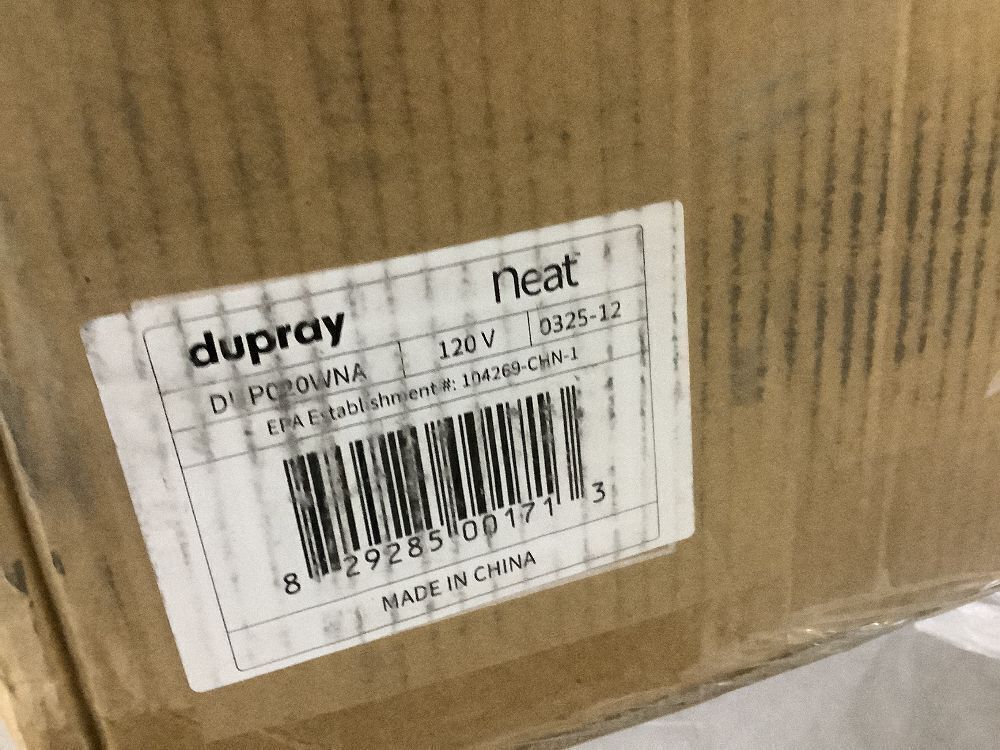 dupray neat
120 V 0325-12
EPA Establishment #: 104269-CHN-1
8 29285 00171 3
MADE IN CHINA